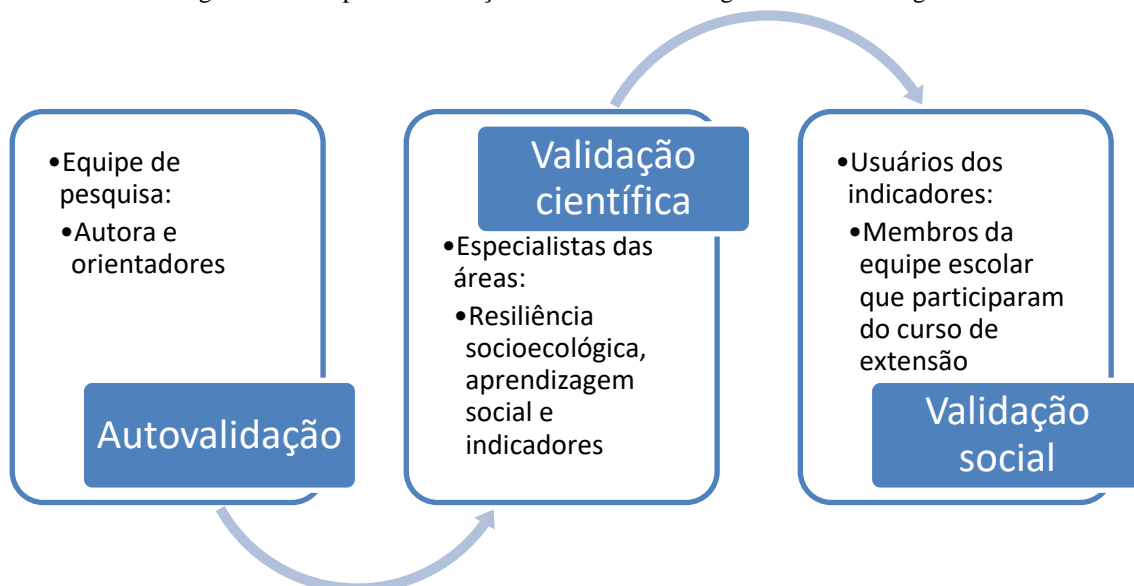 •Equipe de
pesquisa:
•Autora e
orientadores
Autovalidação
Validação
científica
•Especialistas das
áreas:
•Resiliência
socioecológica,
aprendizagem
social e
indicadores
•Usuários dos
indicadores:
•Membros da
equipe escolar
que participaram
do curso de
extensão
Validação
social